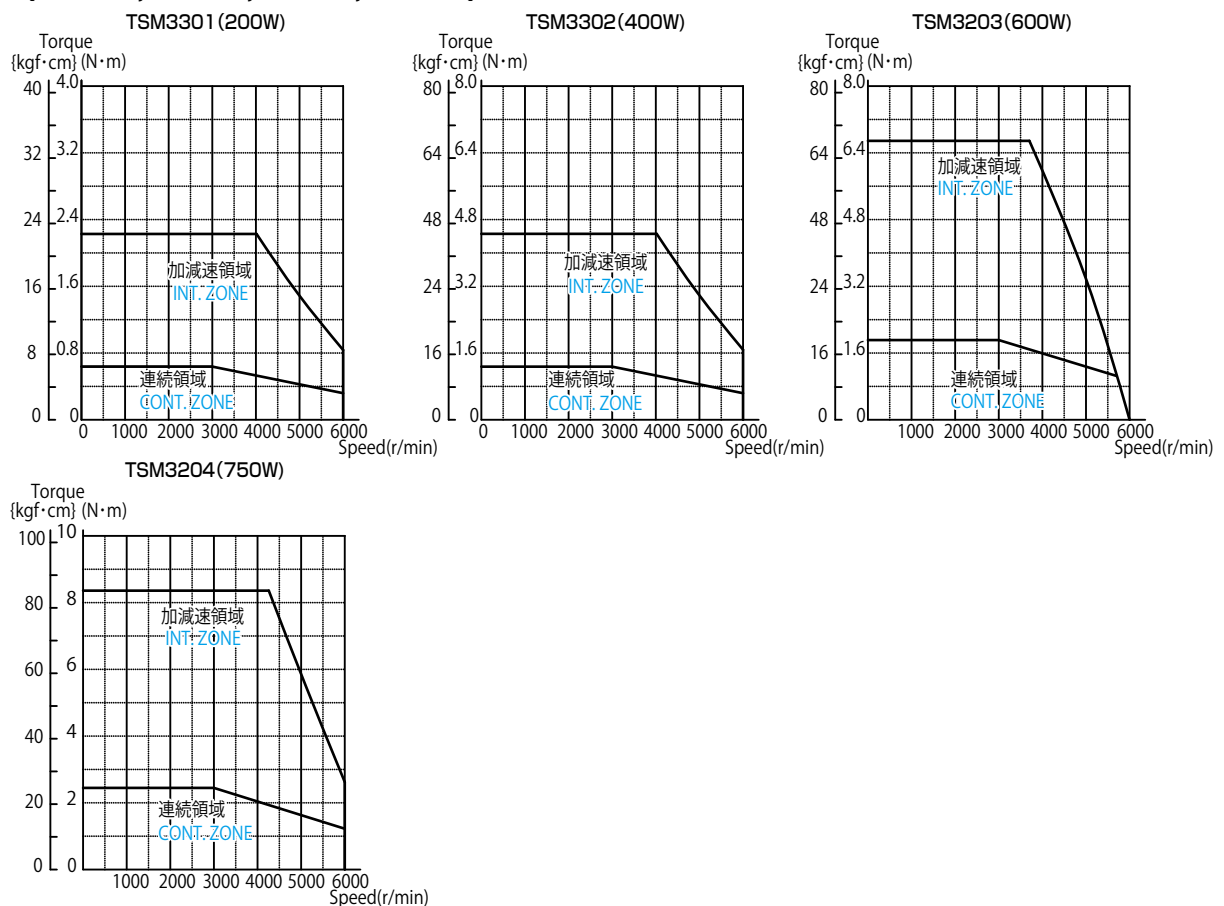 TSM3301(200W)
Torque
{kgf·cm} (N·m)
40 4.0
32 3.2
24 2.4
16 1.6
8 0.8
0 0
加減速領域
INT. ZONE
連続領域
CONT. ZONE
0 1000 2000 3000 4000 5000 6000
Speed(r/min)
TSM3302(400W)
Torque
{kgf·cm} (N·m)
80 8.0
64 6.4
48 4.8
24 3.2
16 1.6
0 0
加減速領域
INT. ZONE
連続領域
CONT. ZONE
0 1000 2000 3000 4000 5000 6000
Speed(r/min)
TSM3203(600W)
Torque
{kgf·cm} (N·m)
80 8.0
64 6.4
48 4.8
24 3.2
16 1.6
0 0
加減速領域
INT. ZONE
連続領域
CONT. ZONE
1000 2000 3000 4000 5000 6000
Speed(r/min)
TSM3204(750W)
Torque
{kgf·cm} (N·m)
100 10
80 8
60 6
40 4
20 2
0 0
加減速領域
INT. ZONE
連続領域
CONT. ZONE
1000 2000 3000 4000 5000 6000
Speed(r/min)